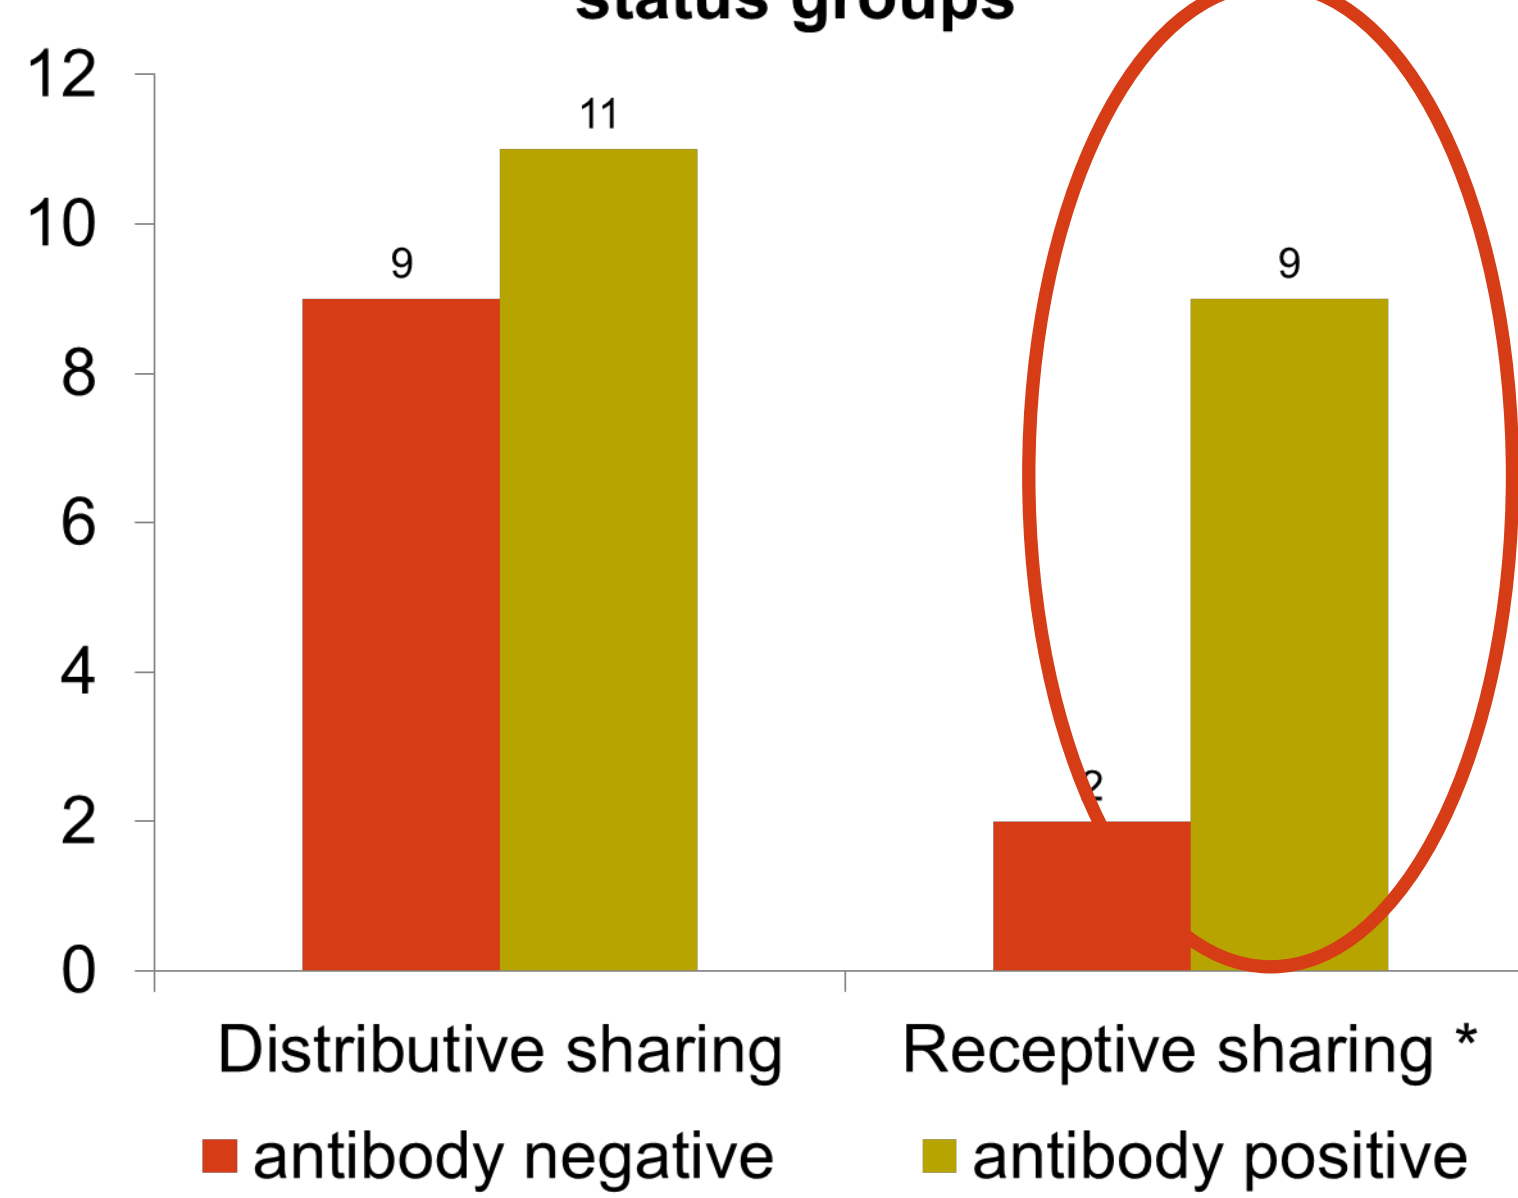 status groups
12
10
8
6
4
2
0
9
11
2
9
Distributive sharing
Receptive sharing *
antibody negative
antibody positive